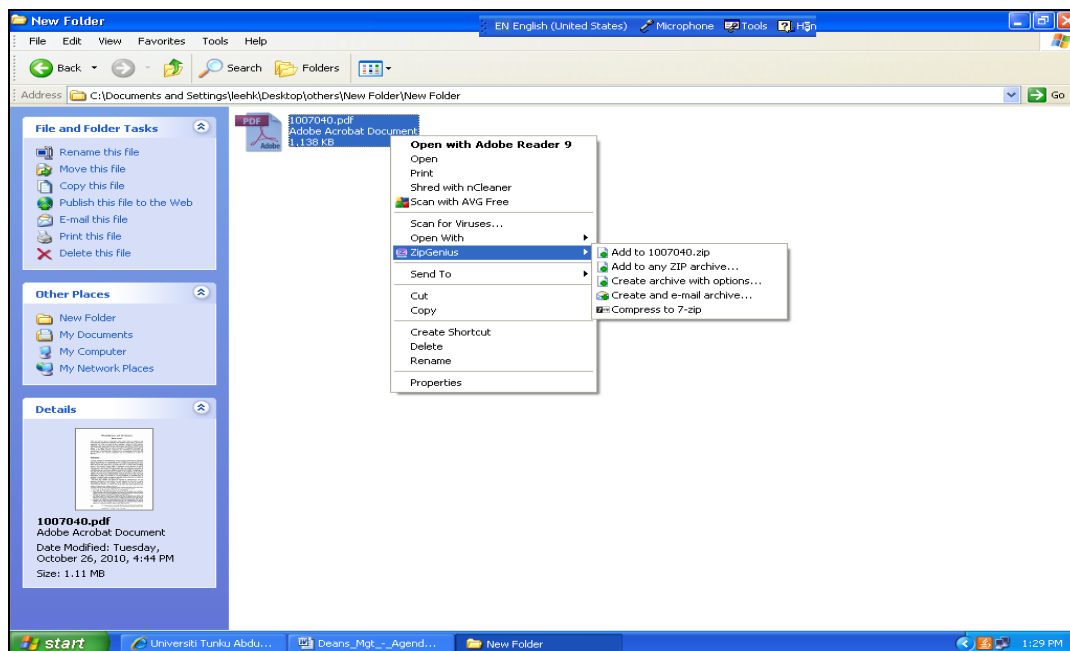 New Folder
EN English (United States) Microphone Tools
File Edit View Favorites Tools Help
Back Search Folders
Address C:\Documents and Settings\leehk\Desktop\others\New Folder\New Folder Go
File and Folder Tasks
Rename this file
Move this file
Copy this file
Publish this file to the Web
E-mail this file
Print this file
Delete this file
Other Places
New Folder
My Documents
My Computer
My Network Places
Details
1007040.pdf
Adobe Acrobat Document
Date Modified: Tuesday,
October 26, 2010, 4:44 PM
Size: 1.11 MB
PDF
Adobe
1007040.pdf
Adobe Acrobat Document
1,138 KB
Open with Adobe Reader 9
Open
Print
Shred with nCleaner
Scan with AVG Free
Scan for Viruses...
Open With
ZipGenius
Send To
Cut
Copy
Create Shortcut
Delete
Rename
Properties
Add to 1007040.zip
Add to any ZIP archive...
Create archive with options...
Create and e-mail archive...
Compress to 7-zip
start Universiti Tunku Abdu... Deans_Mgt_-_Agend... New Folder 1:29 PM